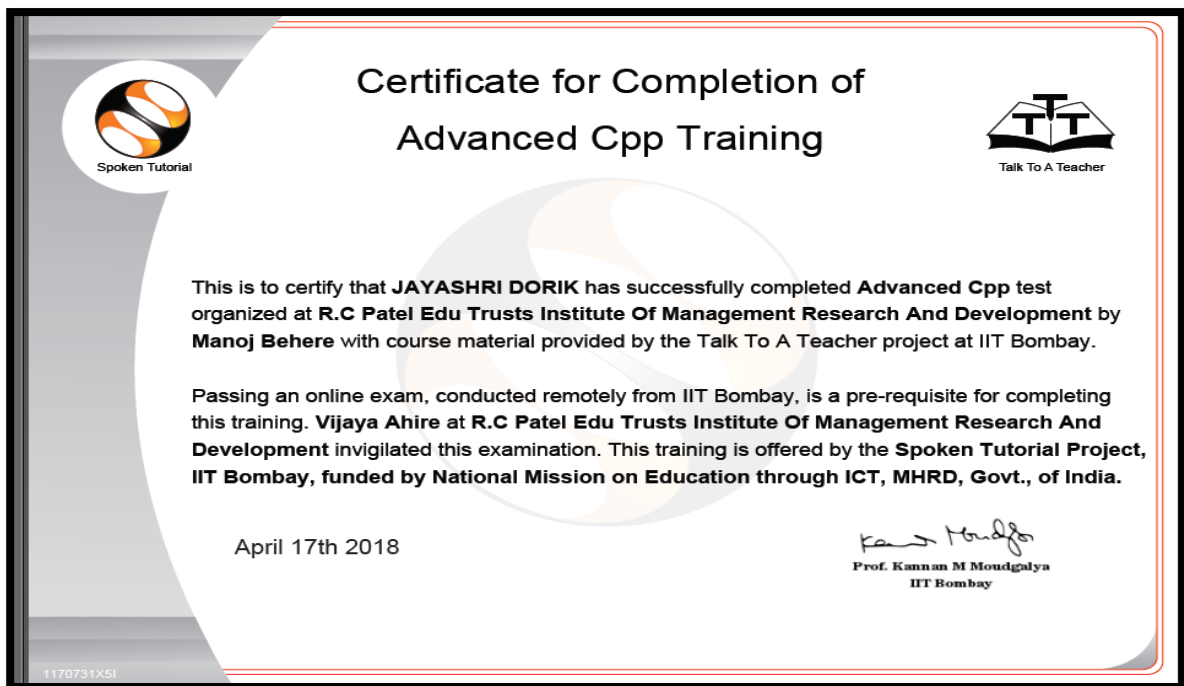 Certificate for Completion of
Advanced Cpp Training
Spoken Tutorial
TTT
Talk To A Teacher
This is to certify that JAYASHRI DORIK has successfully completed Advanced Cpp test
organized at R.C Patel Edu Trusts Institute Of Management Research And Development by
Manoj Behere with course material provided by the Talk To A Teacher project at IIT Bombay.
Passing an online exam, conducted remotely from IIT Bombay, is a pre-requisite for completing
this training. Vijaya Ahire at R.C Patel Edu Trusts Institute Of Management Research And
Development invigilated this examination. This training is offered by the Spoken Tutorial Project,
IIT Bombay, funded by National Mission on Education through ICT, MHRD, Govt., of India.
April 17th 2018
Prof. Kannan M Moudgalya
IIT Bombay
1170731X5I